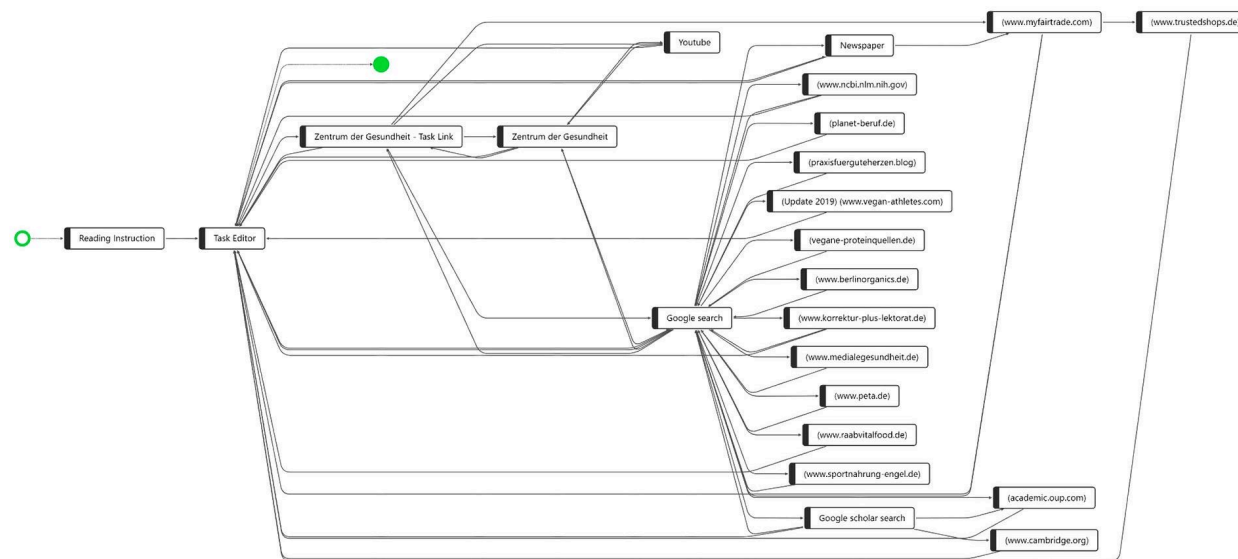 (www.myfairtrade.com)
(www.trustedshops.de)
Youtube
Newspaper
(www.ncbi.nlm.nih.gov)
(planet-beruf.de)
Zentrum der Gesundheit - Task Link
Zentrum der Gesundheit
(praxisfuerguteherzen.blog)
(Update 2019) (www.vegan-athletes.com)
Reading Instruction
Task Editor
(vegane-proteinquellen.de)
(www.berlinorganics.de)
Google search
(www.korrektur-plus-lektorat.de)
(www.medialegesundheit.de)
(www.peta.de)
(www.raabvitalfood.de)
(www.sportnahrung-engel.de)
(academic.oup.com)
Google scholar search
(www.cambridge.org)